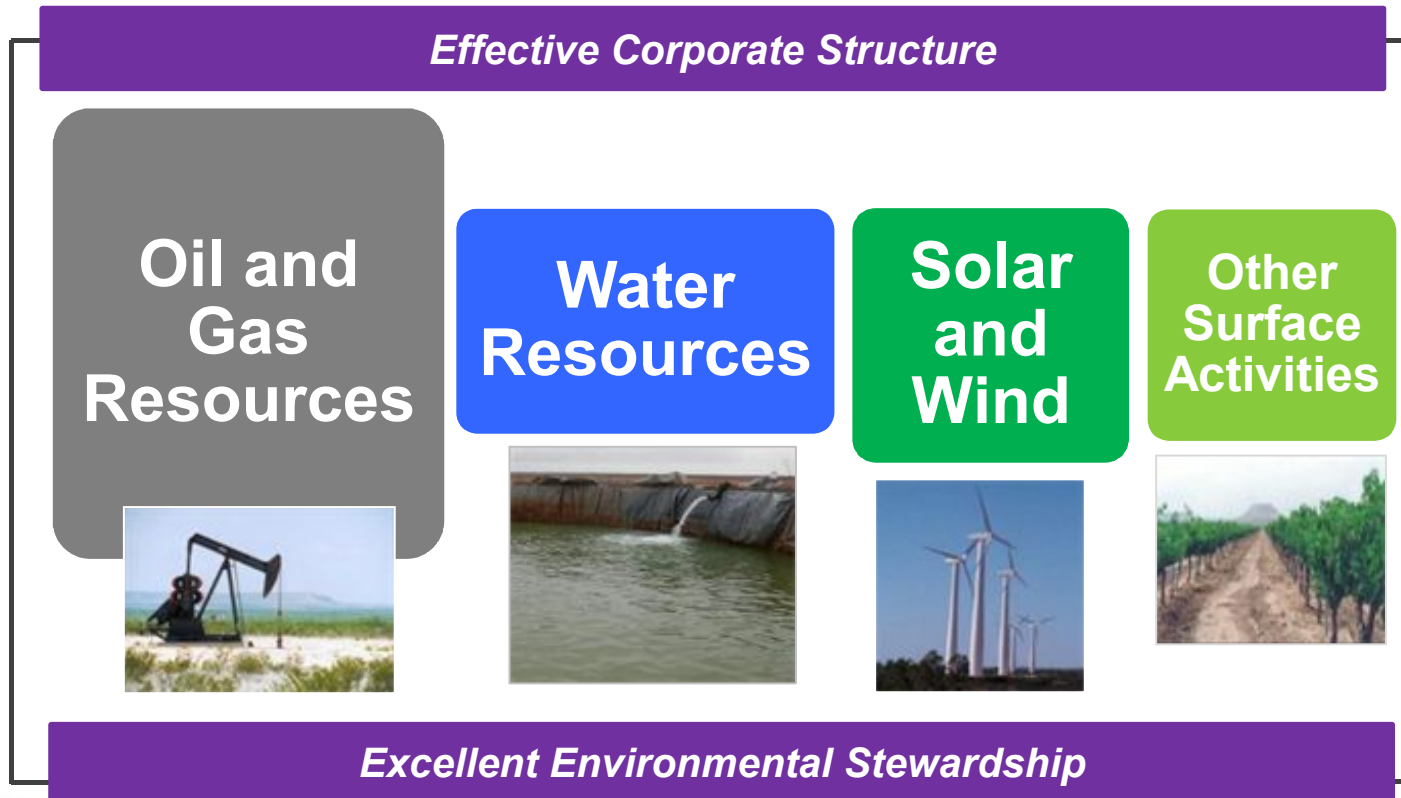 Effective Corporate Structure
Oil and
Gas
Resources
Water
Resources
Solar
and
Wind
Other
Surface
Activities
Excellent Environmental Stewardship